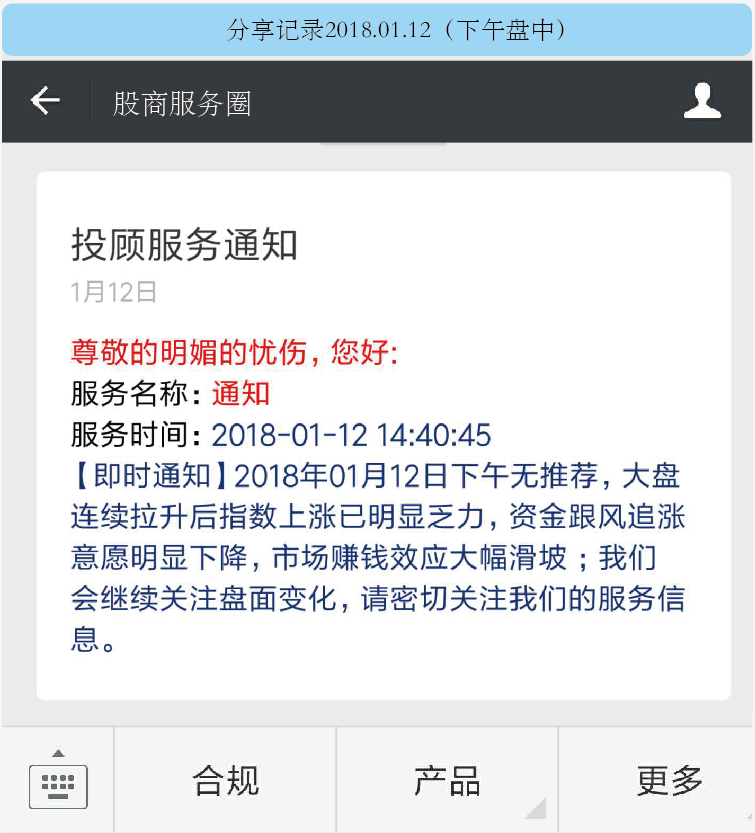 分享记录2018.01.12（下午盘中）
股商服务圈
投顾服务通知
1月12日
尊敬的明媚的忧伤，您好：
服务名称：通知
服务时间：2018-01-12 14:40:45
【即时通知】2018年01月12日下午无推荐，大盘
连续拉升后指数上涨已明显乏力，资金跟风追涨
意愿明显下降，市场赚钱效应大幅滑坡；我们
会继续关注盘面变化，请密切关注我们的服务信
息。
合规
产品
更多